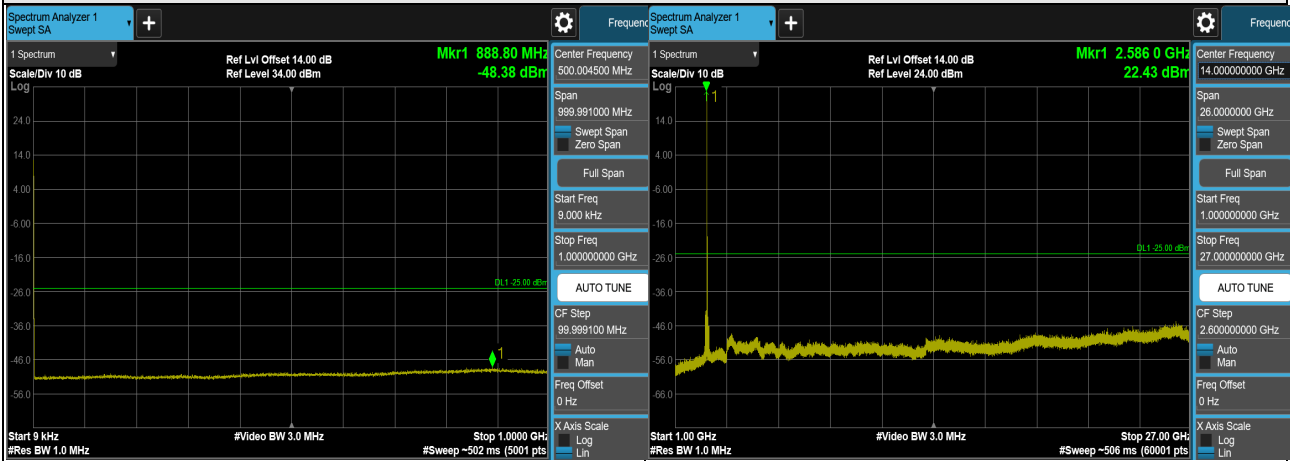 Spectrum Analyzer 1
Swept SA
+
Frequenc
1 Spectrum
Ref Lvl Offset 14.00 dB
Mkr1 888.80 MHz
Scale/Div 10 dB
Ref Level 34.00 dBm
-48.38 dBm
Log
24.0
14.0
4.00
-6.00
-16.0
-26.0
-36.0
-46.0
-56.0
DL1 -25.00 dBm
1
Start 9 kHz
#Video BW 3.0 MHz
Stop 1.0000 GHz
#Res BW 1.0 MHz
#Sweep ~502 ms (5001 pts
Center Frequency
500.004500 MHz
Span
999.991000 MHz
Swept Span
Zero Span
Full Span
Start Freq
9.000 kHz
Stop Freq
1.000000000 GHz
AUTO TUNE
CF Step
99.999100 MHz
Auto
Man
Freq Offset
0 Hz
X Axis Scale
Log
Lin
Spectrum Analyzer 1
Swept SA
+
Frequenc
1 Spectrum
Ref Lvl Offset 14.00 dB
Mkr1 2.586 0 GHz
Scale/Div 10 dB
Ref Level 24.00 dBm
22.43 dBm
Log
1
14.0
4.00
-6.00
-16.0
-26.0
-36.0
-46.0
-56.0
-66.0
DL1 -25.00 dBm
Start 1.00 GHz
#Video BW 3.0 MHz
Stop 27.00 GHz
#Res BW 1.0 MHz
#Sweep ~506 ms (60001 pts
Center Frequency
14.000000000 GHz
Span
26.0000000 GHz
Swept Span
Zero Span
Full Span
Start Freq
1.000000000 GHz
Stop Freq
27.000000000 GHz
AUTO TUNE
CF Step
2.600000000 GHz
Auto
Man
Freq Offset
0 Hz
X Axis Scale
Log
Lin